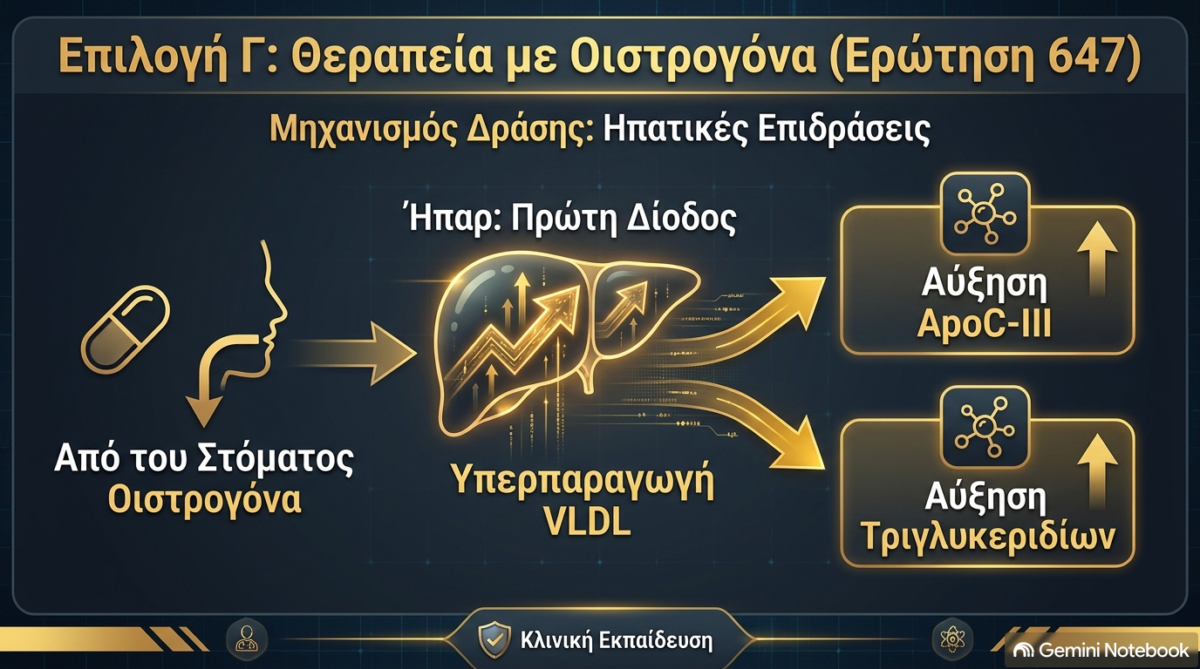 Επιλογή Γ: Θεραπεία με Οιστρογόνα (Ερώτηση 647)
Μηχανισμός Δράσης: Ηπατικές Επιδράσεις
Ήπαρ: Πρώτη Δίοδος
Από του Στόματος
Οιστρογόνα
Υπερπαραγωγή
VLDL
Αύξηση
ApoC-III
Αύξηση
Τριγλυκεριδίων
Κλινική Εκπαίδευση
Gemini Notebook